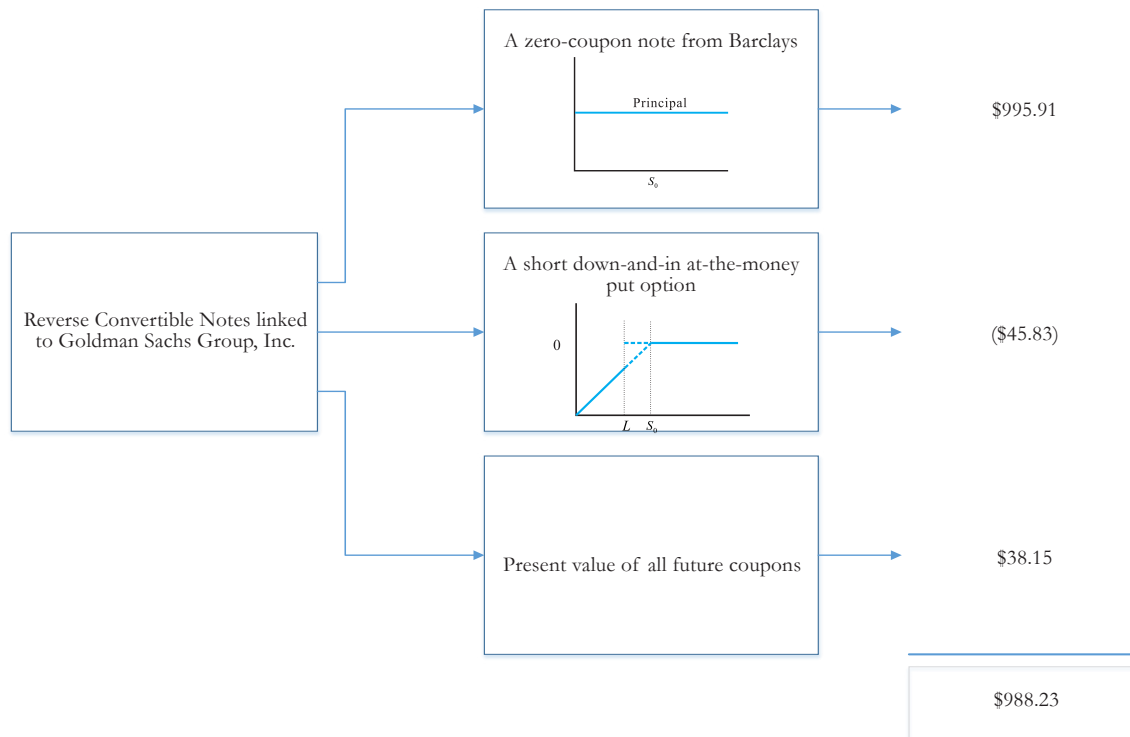 A zero-coupon note from Barclays
Principal
S₀
$995.91
Reverse Convertible Notes linked
to Goldman Sachs Group, Inc.
A short down-and-in at-the-money
put option
0
L S₀
($45.83)
Present value of all future coupons
$38.15
$988.23